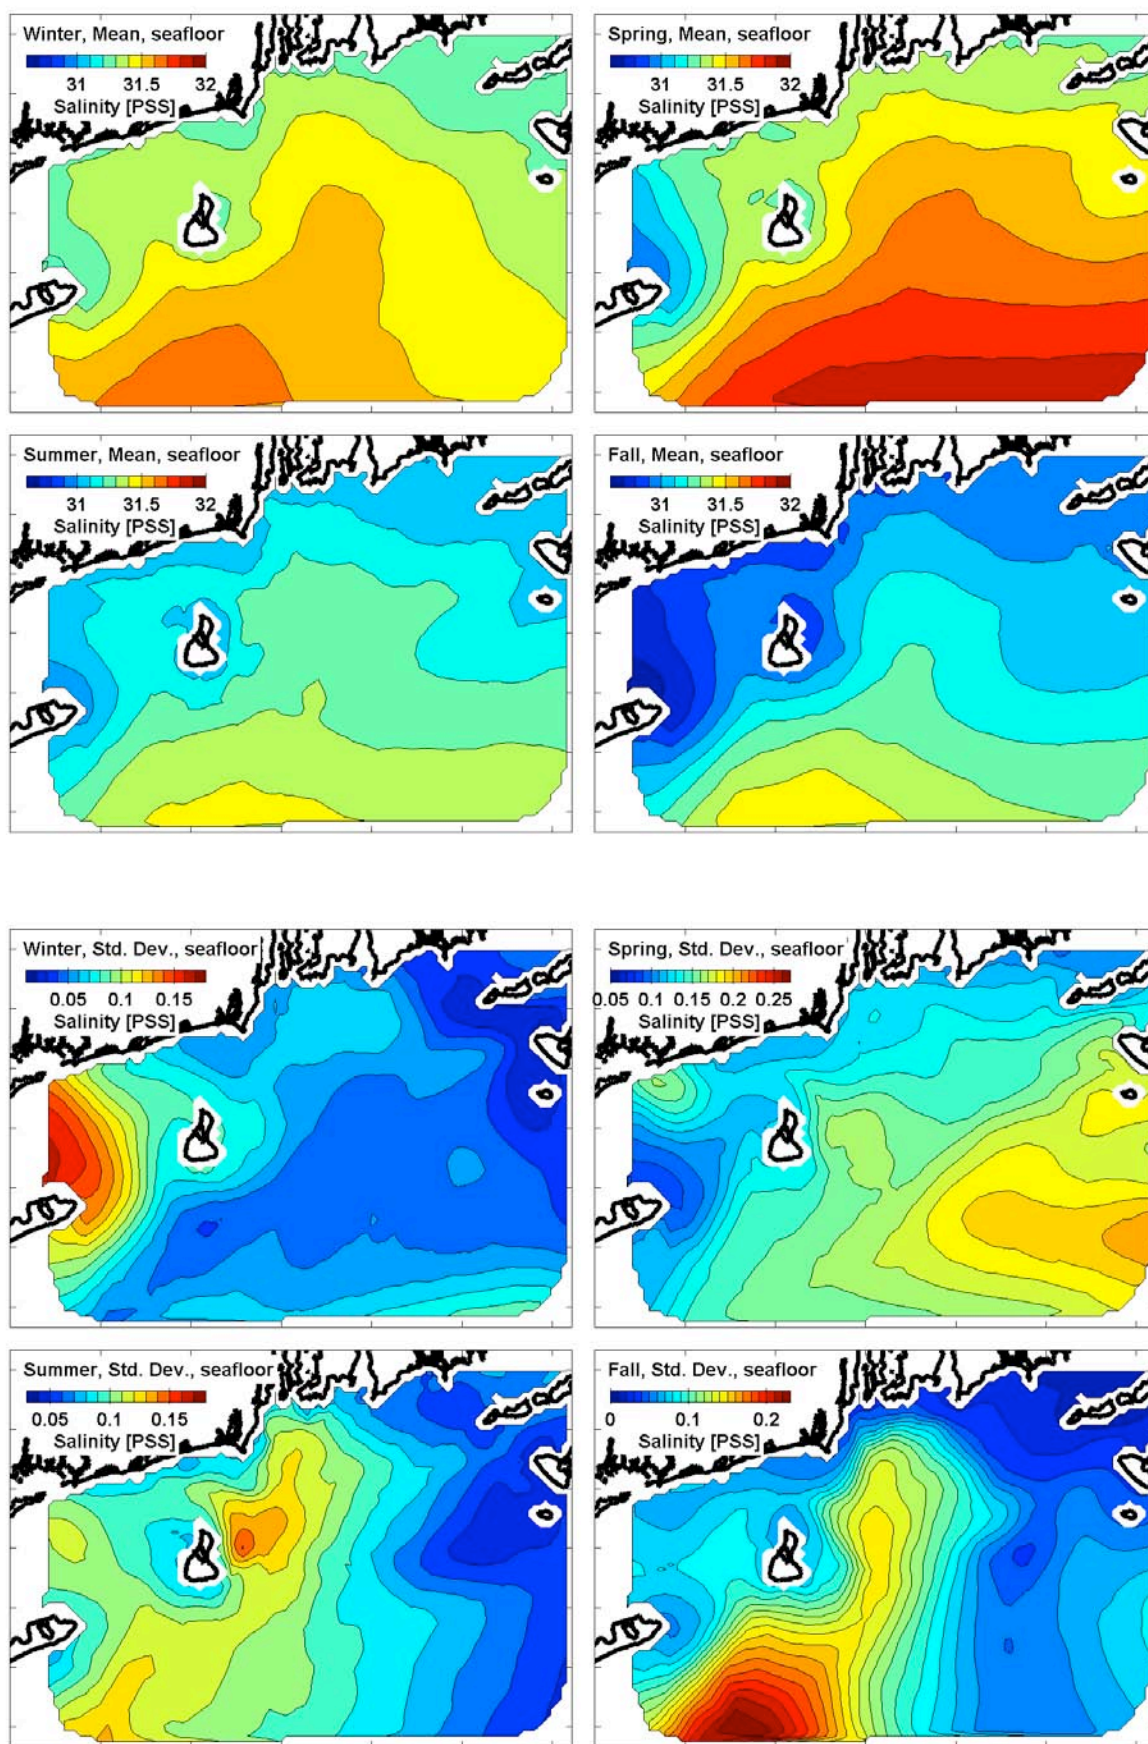 Winter, Mean, seafloor
31 31.5 32
Salinity [PSS]
Spring, Mean, seafloor
31 31.5 32
Salinity [PSS]
Summer, Mean, seafloor
31 31.5 32
Salinity [PSS]
Fall, Mean, seafloor
31 31.5 32
Salinity [PSS]
Winter, Std. Dev., seafloor
0.05 0.1 0.15
Salinity [PSS]
Spring, Std. Dev., seafloor
0.05 0.1 0.15 0.2 0.25
Salinity [PSS]
Summer, Std. Dev., seafloor
0.05 0.1 0.15
Salinity [PSS]
Fall, Std. Dev., seafloor
0 0.1 0.2
Salinity [PSS]